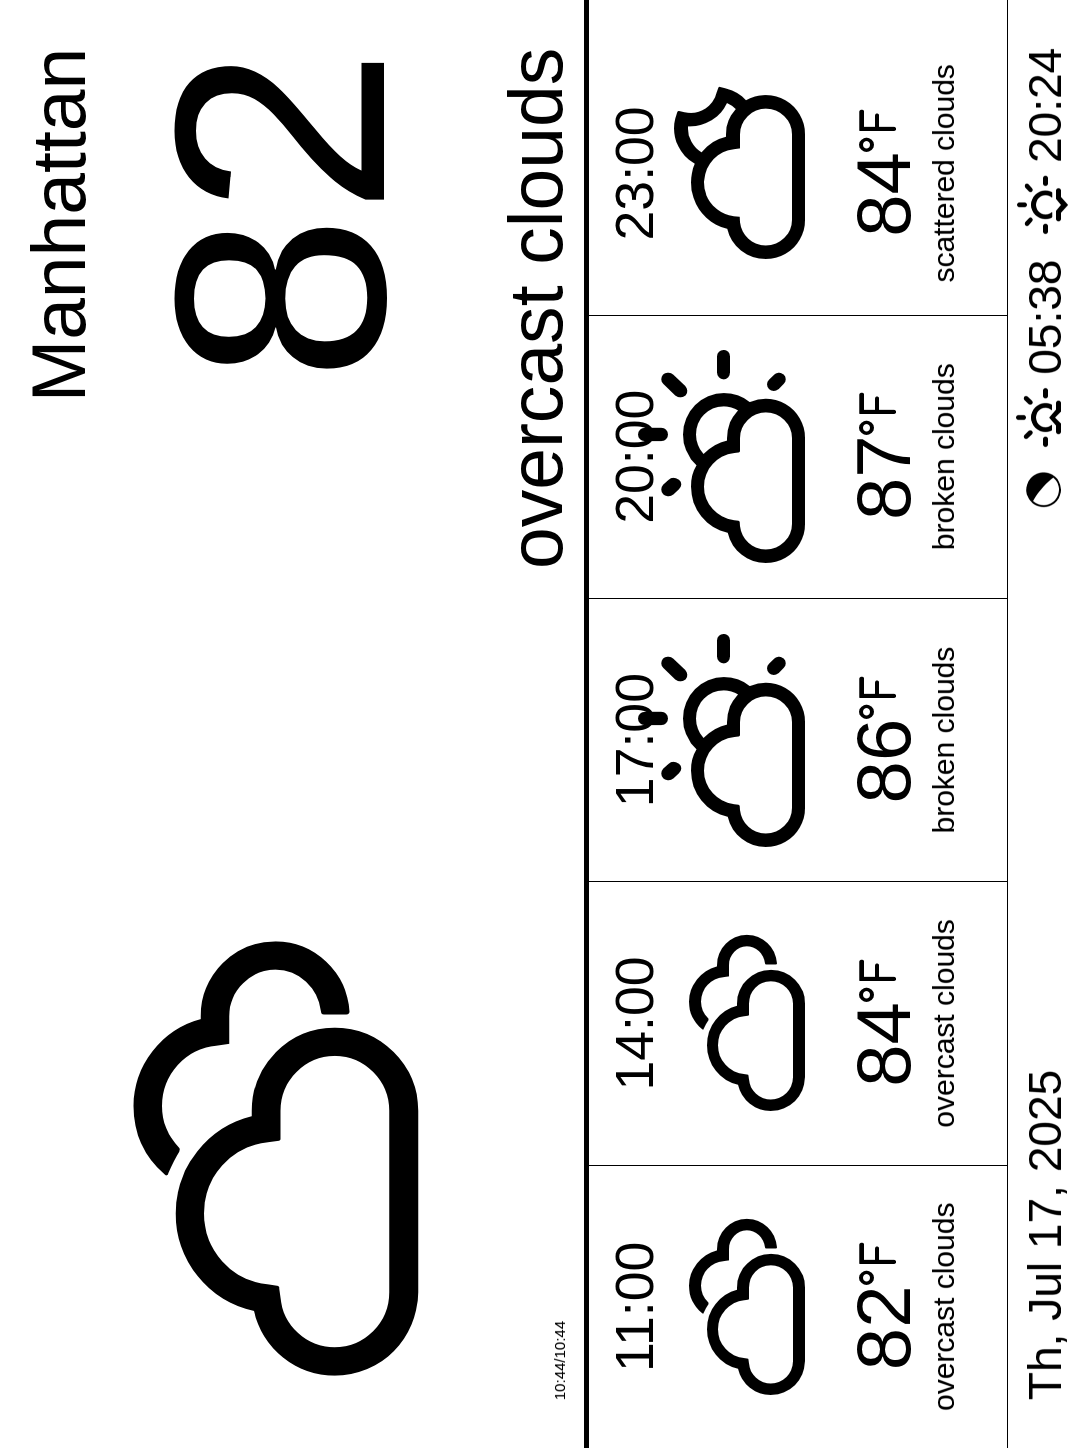 Manhattan
82
overcast clouds
10:44/10:44
11:00 14:00 17:00 20:00 23:00
82°F 84°F 86°F 87°F 84°F
overcast clouds overcast clouds broken clouds broken clouds scattered clouds
Th, Jul 17, 2025 05:38 20:24